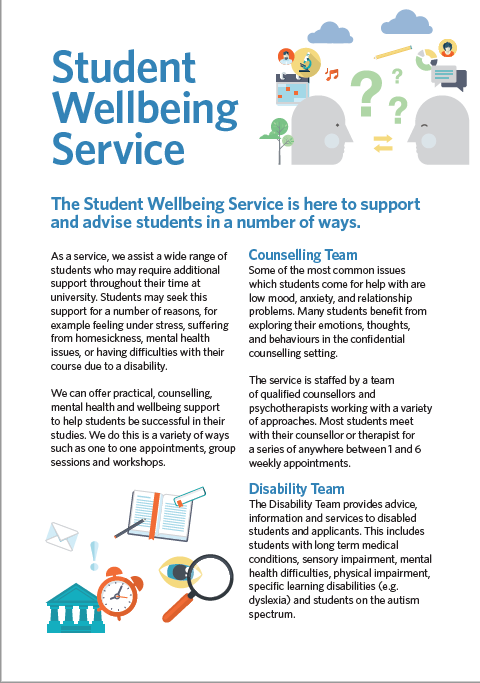 Student
Wellbeing
Service
The Student Wellbeing Service is here to support
and advise students in a number of ways.
As a service, we assist a wide range of
students who may require additional
support throughout their time at
university. Students may seek this
support for a number of reasons, for
example feeling under stress, suffering
from homesickness, mental health
issues, or having difficulties with their
course due to a disability.
We can offer practical, counselling,
mental health and wellbeing support
to help students be successful in their
studies. We do this is a variety of ways
such as one to one appointments, group
sessions and workshops.
Counselling Team
Some of the most common issues
which students come for help with are
low mood, anxiety, and relationship
problems. Many students benefit from
exploring their emotions, thoughts,
and behaviours in the confidential
counselling setting.
The service is staffed by a team
of qualified counsellors and
psychotherapists working with a variety
of approaches. Most students meet
with their counsellor or therapist for
a series of anywhere between 1 and 6
weekly appointments.
Disability Team
The Disability Team provides advice,
information and services to disabled
students and applicants. This includes
students with long term medical
conditions, sensory impairment, mental
health difficulties, physical impairment,
specific learning disabilities (e.g.
dyslexia) and students on the autism
spectrum.